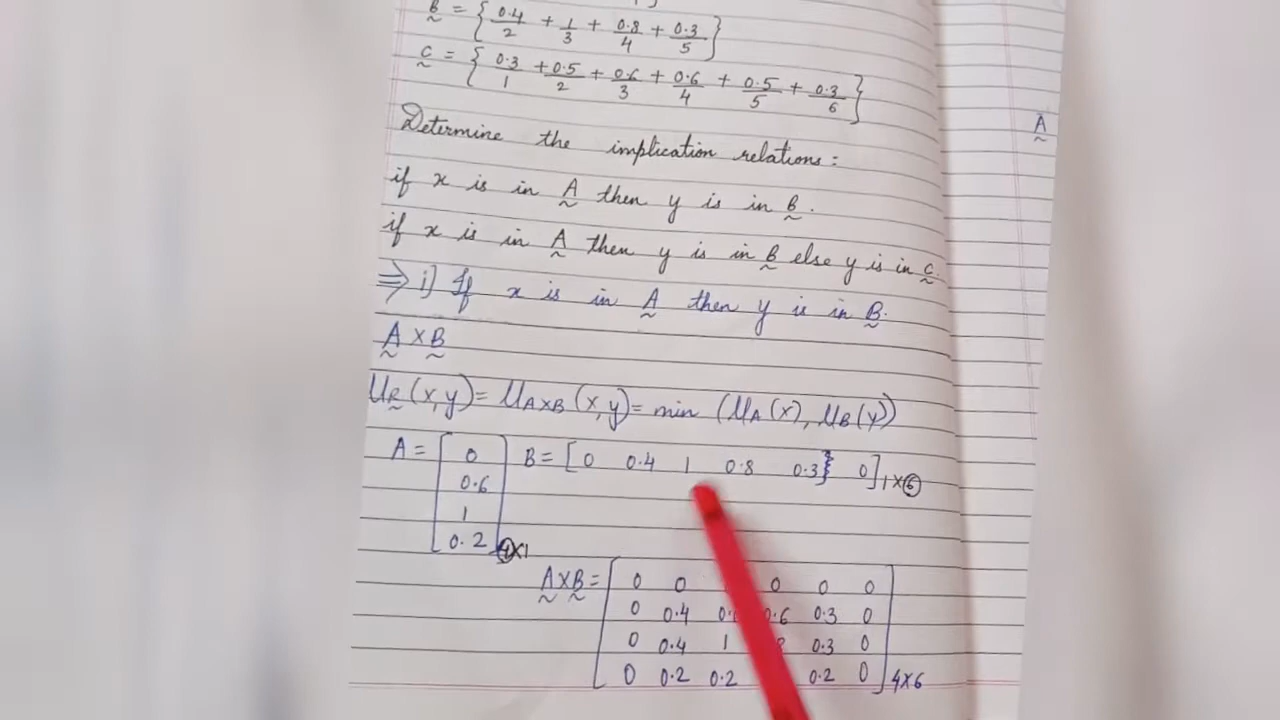 B = { 0.4/2 + 1/3 + 0.8/4 + 0.3/5 }
C = { 0.3/1 + 0.5/2 + 0.6/3 + 0.6/4 + 0.5/5 + 0.3/6 }
A
Determine the implication relations:
if x is in A then y is in B.
if x is in A then y is in B else y is in C.
⇒ i) If x is in A then y is in B.
A×B
μR(x,y) = μA×B(x,y) = min (μA(x), μB(y))
A = [ 0 B = [0 0.4 1 0.8 0.3} 0]1×6
0.6
1
0.2 ]4×1
A×B = [ 0 0 0 0 0
0 0.4 0.6 0.3 0
0 0.4 1 0.3 0
0 0.2 0.2 0.2 0 ]4×6